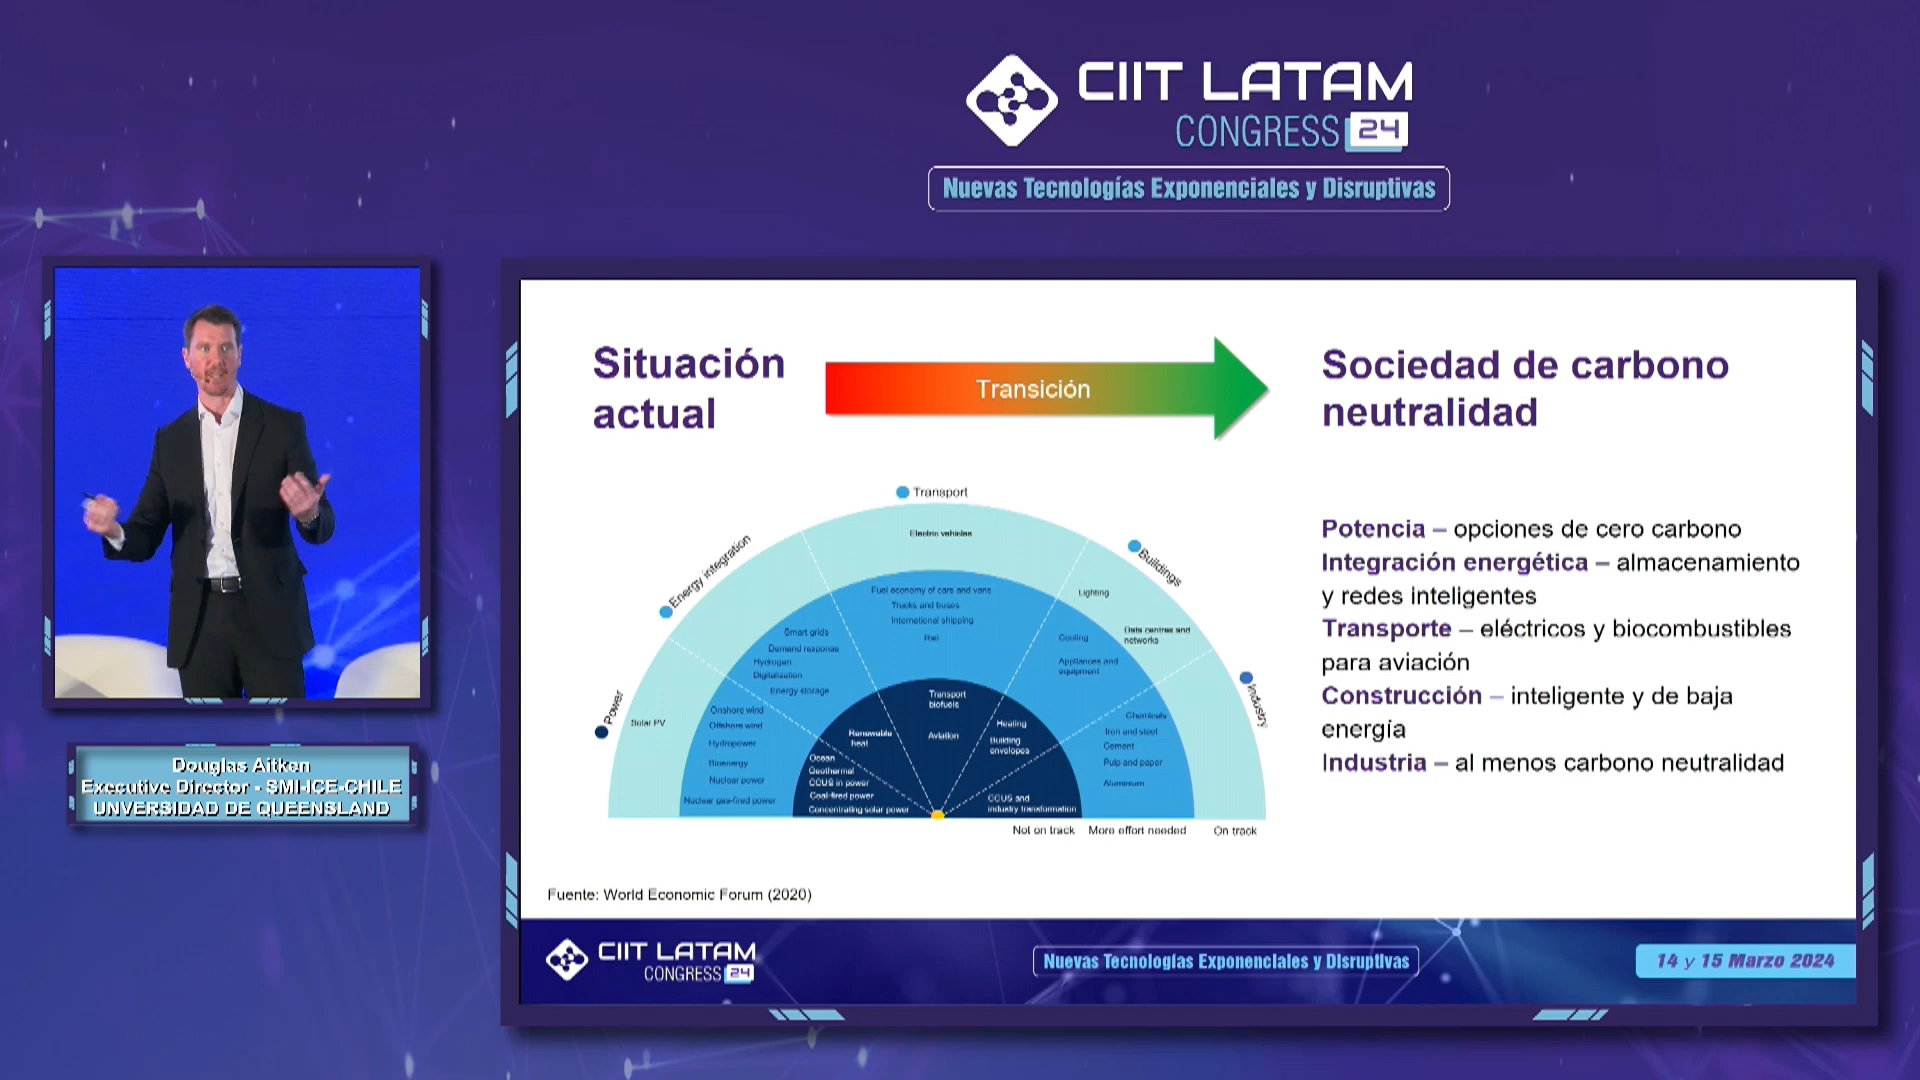 CIIT LATAM
CONGRESS 24
Nuevas Tecnologías Exponenciales y Disruptivas
Situación
actual
Transición
Sociedad de carbono
neutralidad
Transport
Electric vehicles
Energy integration
Buildings
Fuel economy of cars and vans
Trucks and buses
International shipping
Rail
Lighting
Data centres and
networks
Cooling
Appliances and
equipment
Smart grids
Demand response
Hydrogen
Digitalization
Energy storage
Power
Solar PV
Onshore wind
Offshore wind
Hydropower
Bioenergy
Nuclear power
Nuclear gas-fired power
Transport
biofuels
Aviation
Renewable
heat
Heating
Building
envelopes
Ocean
Geothermal
CCUS in power
Coal-fired power
Concentrating solar power
CCUS and
industry transformation
Industry
Chemicals
Iron and steel
Cement
Pulp and paper
Aluminium
Not on track
More effort needed
On track
Potencia – opciones de cero carbono
Integración energética – almacenamiento
y redes inteligentes
Transporte – eléctricos y biocombustibles
para aviación
Construcción – inteligente y de baja
energía
Industria – al menos carbono neutralidad
Fuente: World Economic Forum (2020)
CIIT LATAM
CONGRESS 24
Nuevas Tecnologías Exponenciales y Disruptivas
14 y 15 Marzo 2024
Douglas Aitken
Executive Director - SMI-ICE-CHILE
UNVERSIDAD DE QUEENSLAND